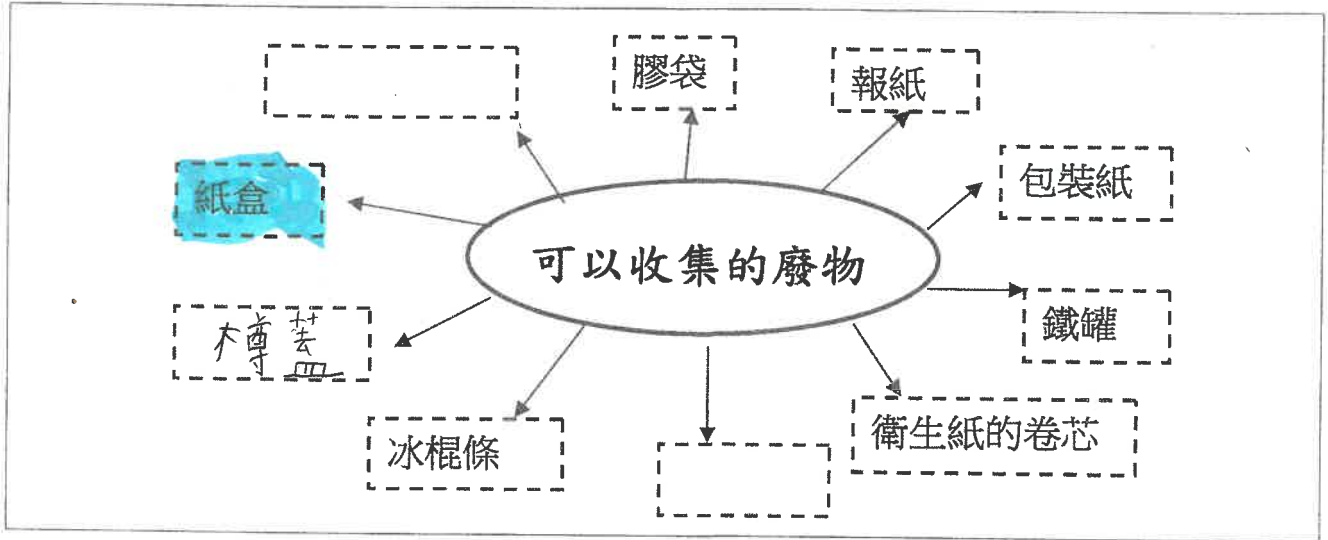 膠袋
報紙
紙盒
包裝紙
可以收集的廢物
樽蓋
鐵罐
冰棍條
衛生紙的卷芯